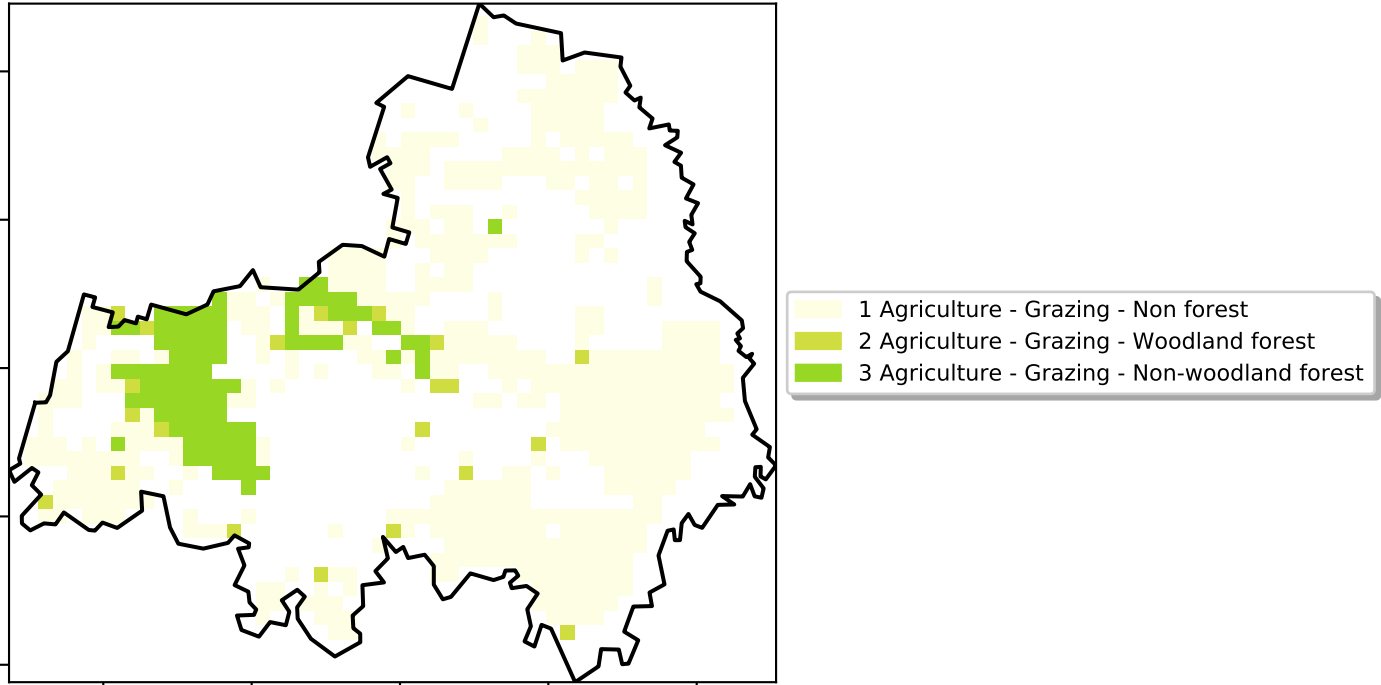 1 Agriculture - Grazing - Non forest
2 Agriculture - Grazing - Woodland forest
3 Agriculture - Grazing - Non-woodland forest